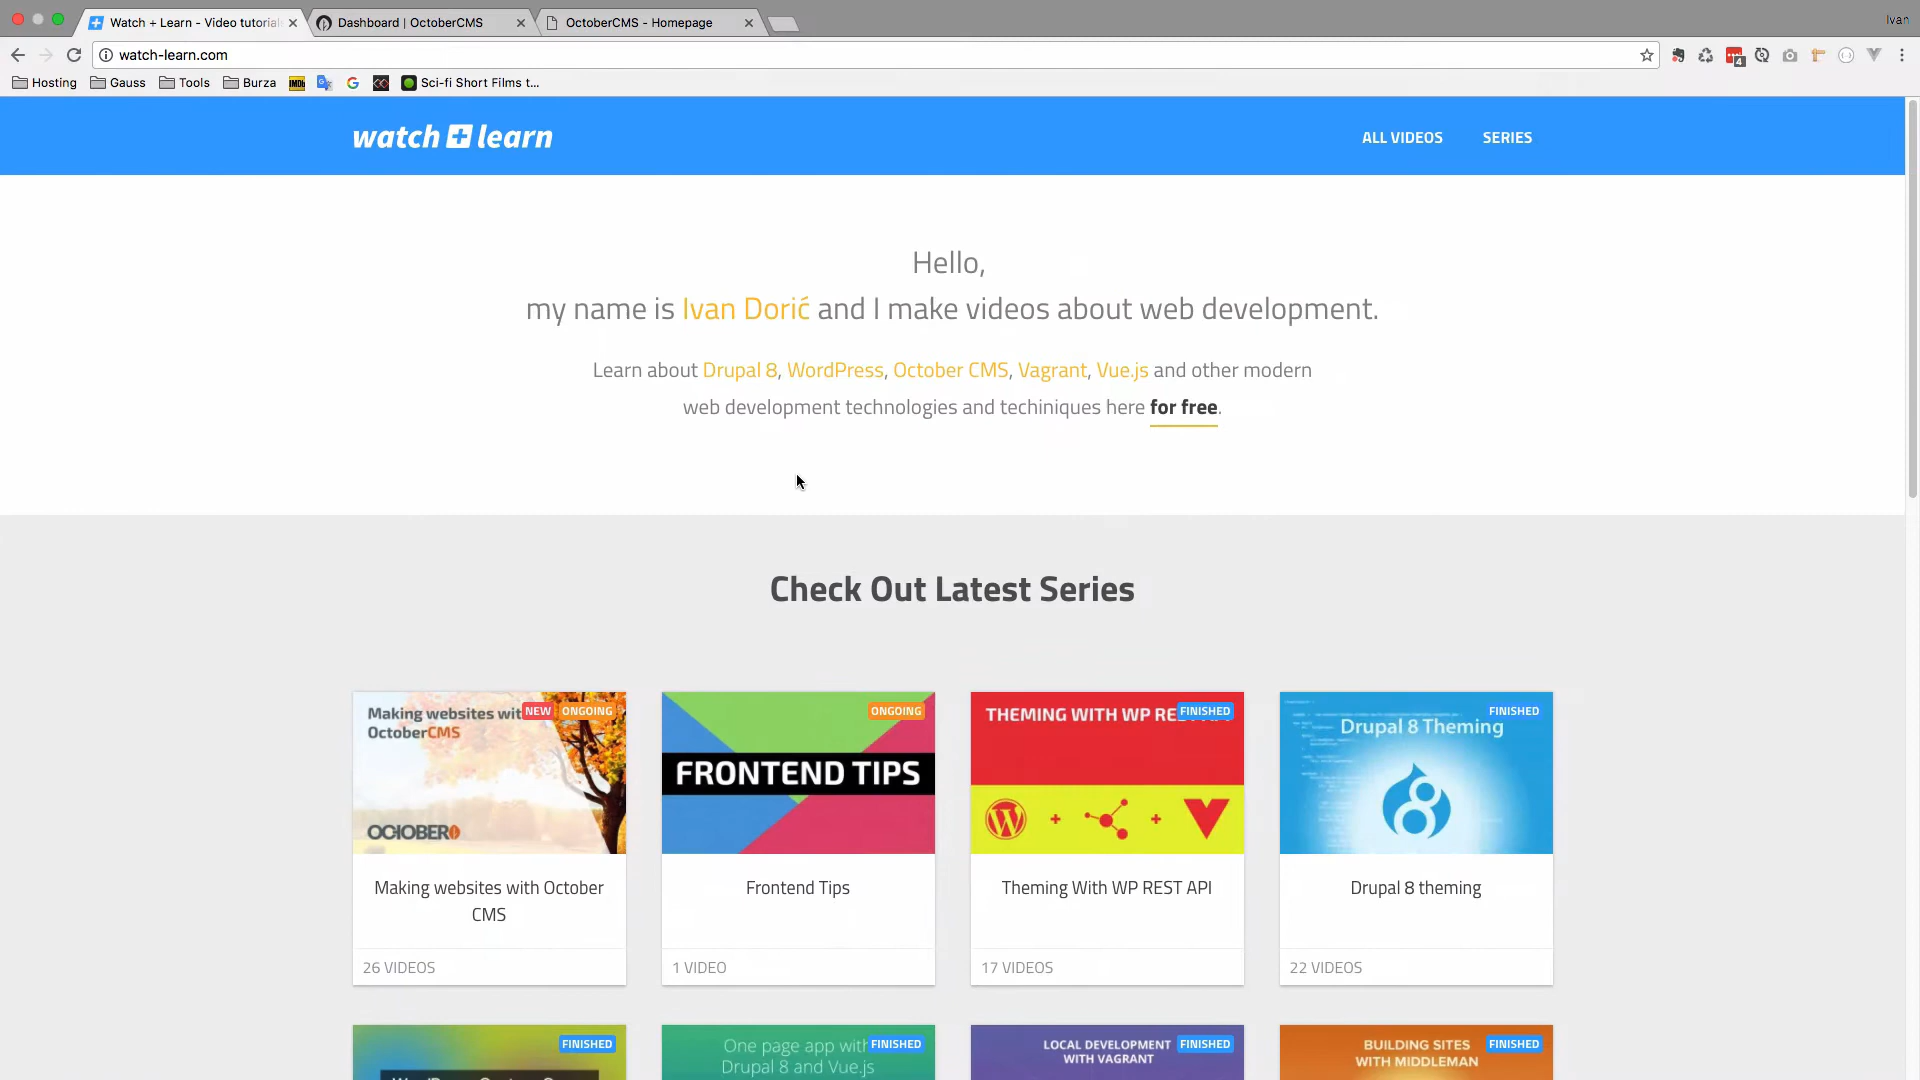 Ivan
Watch + Learn - Video tutorial
Dashboard | OctoberCMS
OctoberCMS - Homepage
watch-learn.com
4
Hosting
Gauss
Tools
Burza
IMDb
Sci-fi Short Films t...
watch learn
ALL VIDEOS
SERIES
Hello,
my name is Ivan Dorić and I make videos about web development.
Learn about Drupal 8, WordPress, October CMS, Vagrant, Vue.js and other modern
web development technologies and techiniques here for free.
Check Out Latest Series
Making websites wit
OctoberCMS
NEW
ONGOING
OCTOBER
Making websites with October
CMS
26 VIDEOS
ONGOING
FRONTEND TIPS
Frontend Tips
1 VIDEO
THEMING WITH WP
FINISHED
+
+
Theming With WP REST API
17 VIDEOS
FINISHED
Drupal 8 Theming
Drupal 8 theming
22 VIDEOS
FINISHED
One page app with
Drupal 8 and Vue.js
FINISHED
LOCAL DEVELOPMENT
WITH VAGRANT
FINISHED
BUILDING SITES
WITH MIDDLEMAN
FINISHED